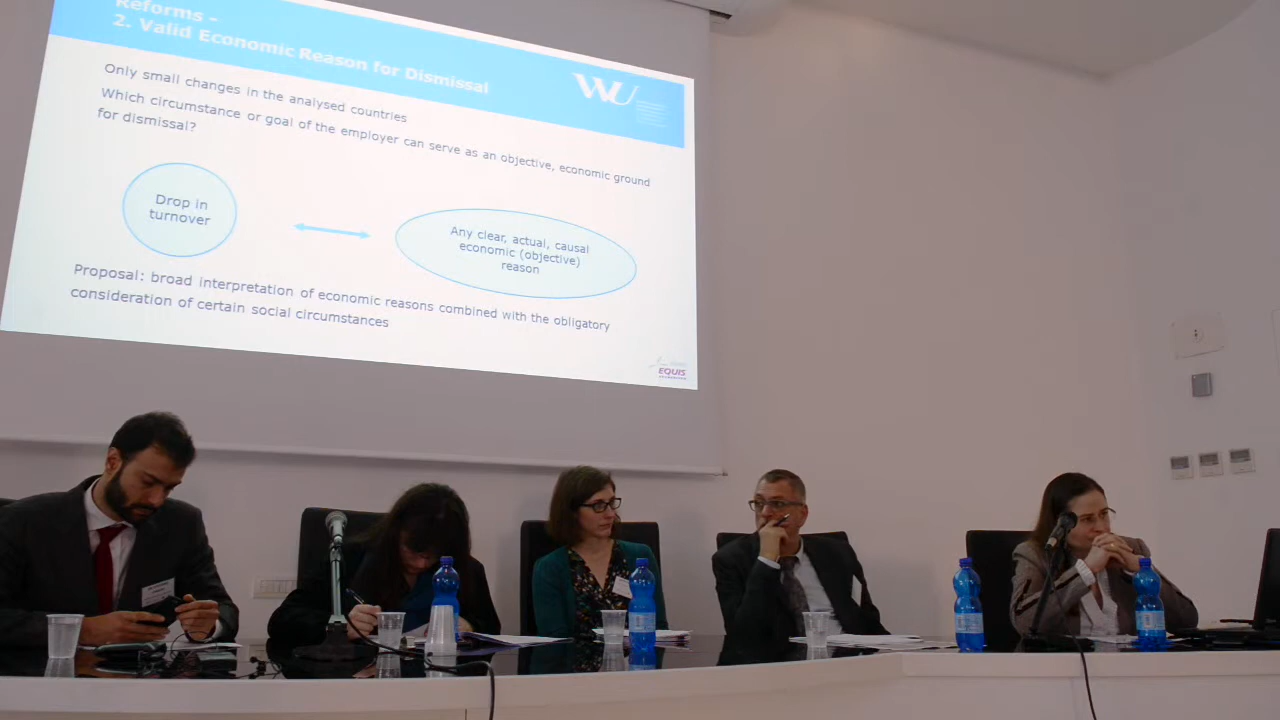 Reforms –
2. Valid Economic Reason for Dismissal
WU
Only small changes in the analysed countries
Which circumstance or goal of the employer can serve as an objective, economic ground
for dismissal?
Drop in
turnover
Any clear, actual, causal
economic (objective)
reason
Proposal: broad interpretation of economic reasons combined with the obligatory
consideration of certain social circumstances
EQUIS